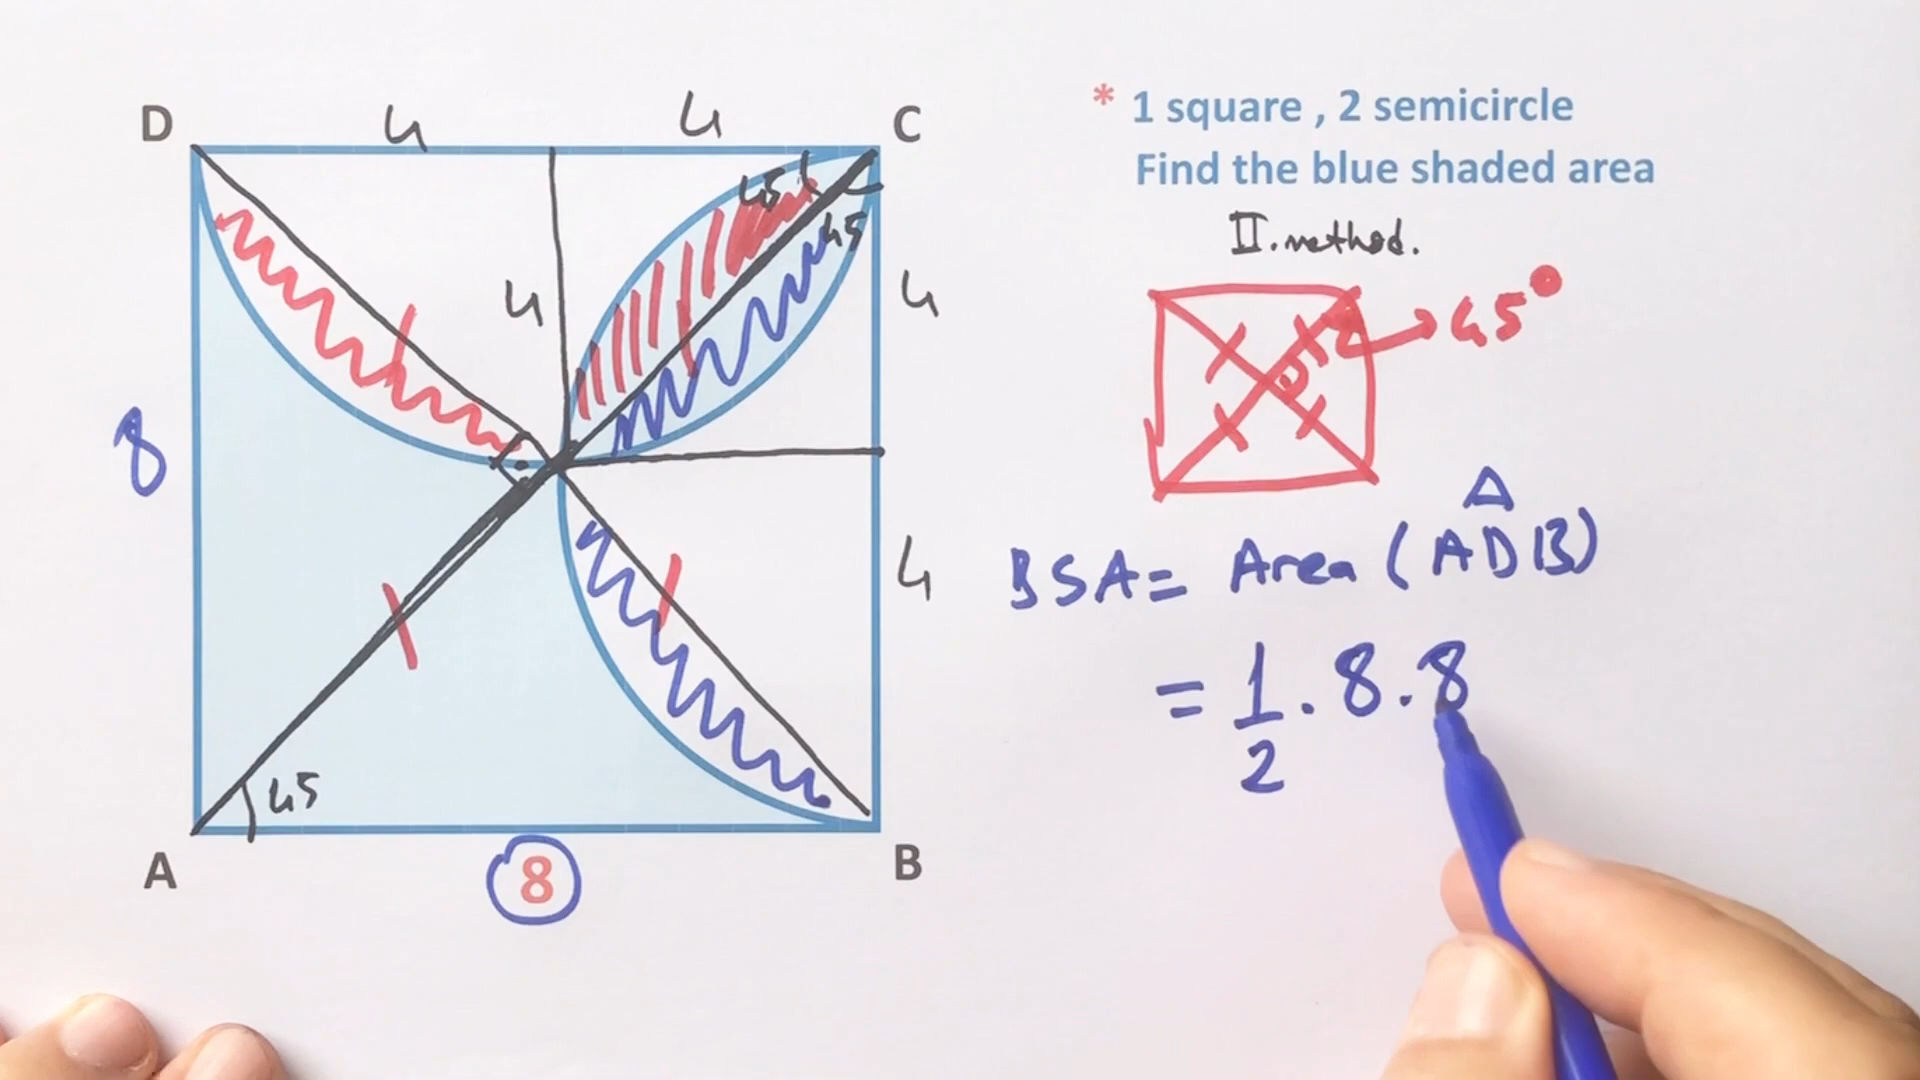 * 1 square , 2 semicircle
Find the blue shaded area
II. method.
D 4 4 C
45
45
4 4
45°
8
BSA = Area (ADB)
4
= 1/2 . 8 . 8
45
A 8 B